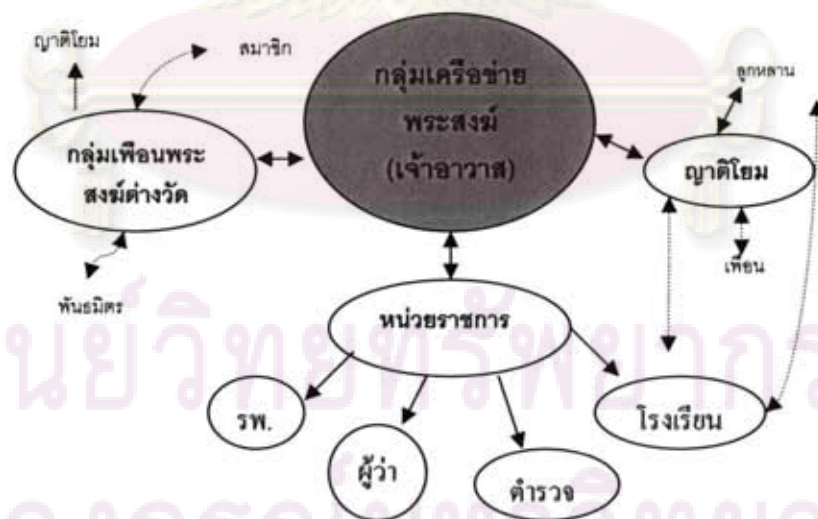 ญาติโยม
สมาชิก
กลุ่มเครือข่าย
พระสงฆ์
(เจ้าอาวาส)
ลูกหลาน
กลุ่มเพื่อนพระ
สงฆ์ต่างวัด
ญาติโยม
เพื่อน
พันธมิตร
หน่วยราชการ
รพ.
ผู้ว่า
ตำรวจ
โรงเรียน